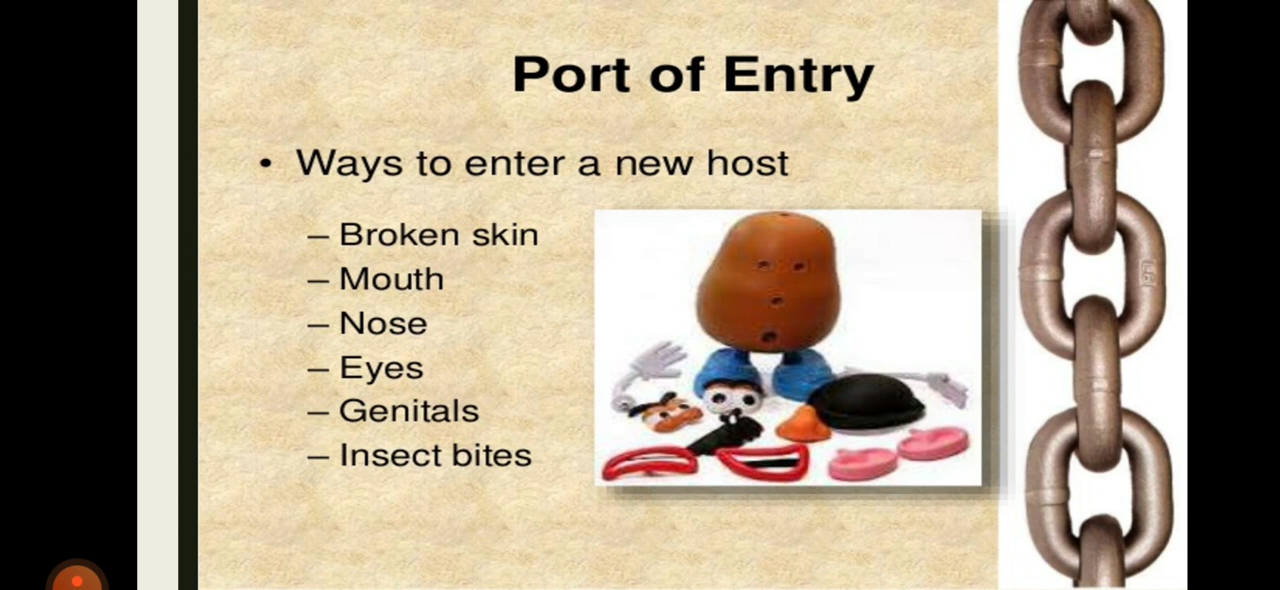 Port of Entry
• Ways to enter a new host
– Broken skin
– Mouth
– Nose
– Eyes
– Genitals
– Insect bites